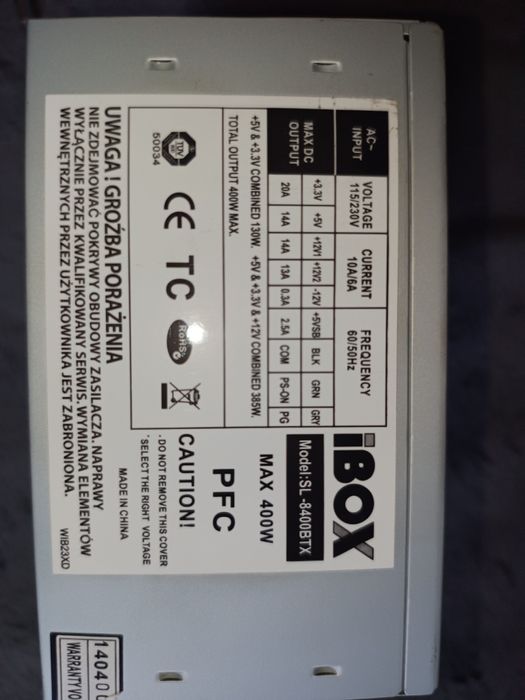 iBOX
Model:SL-8400BTX
MAX 400W
PFC
CAUTION!
. DO NOT REMOVE THIS COVER
*SELECT THE RIGHT VOLTAGE
MADE IN CHINA
AC~ INPUT VOLTAGE 115/230V CURRENT 10A/6A FREQUENCY 60/50Hz
MAX DC OUTPUT +3.3V +5V +12V1 +12V2 -12V +5VSB BLK GRN GRY
20A 14A 14A 13A 0.3A 2.5A COM PS-ON PG
+5V & +3.3V COMBINED 130W. +5V & +3.3V & +12V COMBINED 385W.
TOTAL OUTPUT 400W MAX.
TÜV
50034
CE TC RoHS
UWAGA ! GROŹBA PORAŻENIA
NIE ZDEJMOWAĆ POKRYWY OBUDOWY ZASILACZA. NAPRAWY
WYŁĄCZNIE PRZEZ KWALIFIKOWANY SERWIS. WYMIANA ELEMENTÓW
WEWNĘTRZNYCH PRZEZ UŻYTKOWNIKA JEST ZABRONIONA.
WIB23XD
1404
WARRANTY VO